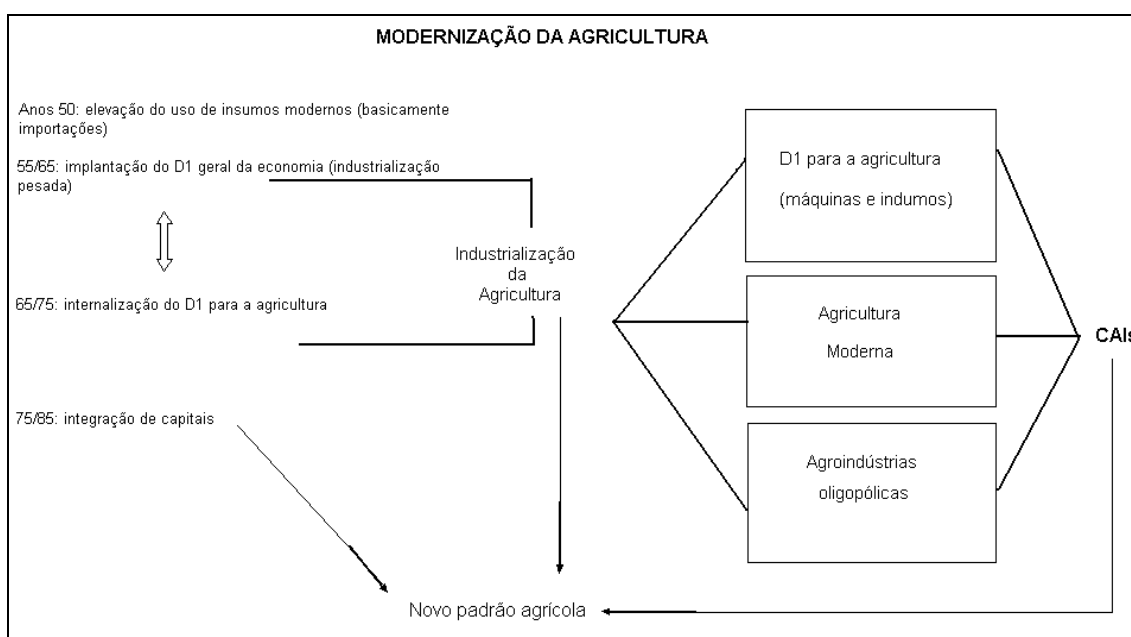 MODERNIZAÇÃO DA AGRICULTURA
Anos 50: elevação do uso de insumos modernos (basicamente
importações)
55/65: implantação do D1 geral da economia (industrialização
pesada)
65/75: internalização do D1 para a agricultura
75/85: integração de capitais
Industrialização
da
Agricultura
D1 para a agricultura
(máquinas e indumos)
Agricultura
Moderna
Agroindústrias
oligopólicas
CAIs
Novo padrão agrícola